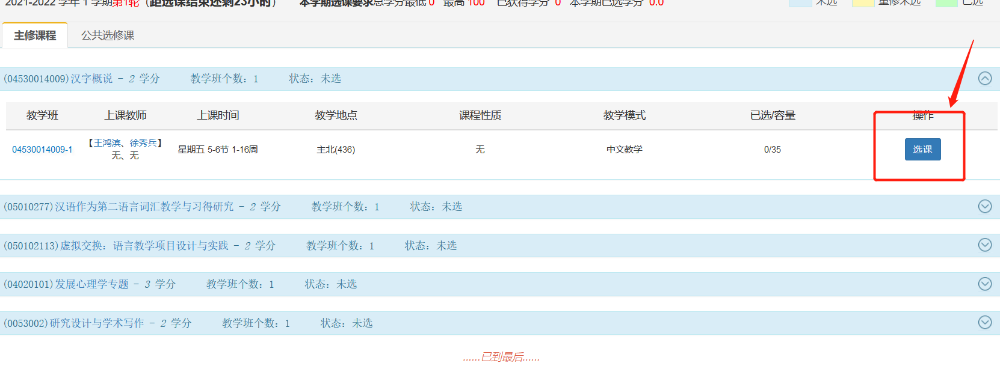 2021-2022 学年 1 学期第1轮（距选课结束还剩23小时） 本学期选课要求总学分最低 0 最高 100 已获得学分 0 本学期已选学分 0.0 未选 重修未选 已选
主修课程 公共选修课
(04530014009)汉字概说 - 2 学分 教学班个数：1 状态：未选
教学班 上课教师 上课时间 教学地点 课程性质 教学模式 已选/容量 操作
04530014009-1 【王鸿滨、徐秀兵】 无、无 星期五 5-6节 1-16周 主北(436) 无 中文教学 0/35 选课
(05010277)汉语作为第二语言词汇教学与习得研究 - 2 学分 教学班个数：1 状态：未选
(050102113)虚拟交换：语言教学项目设计与实践 - 2 学分 教学班个数：1 状态：未选
(04020101)发展心理学专题 - 3 学分 教学班个数：1 状态：未选
(0053002)研究设计与学术写作 - 2 学分 教学班个数：1 状态：未选
......已到最后......